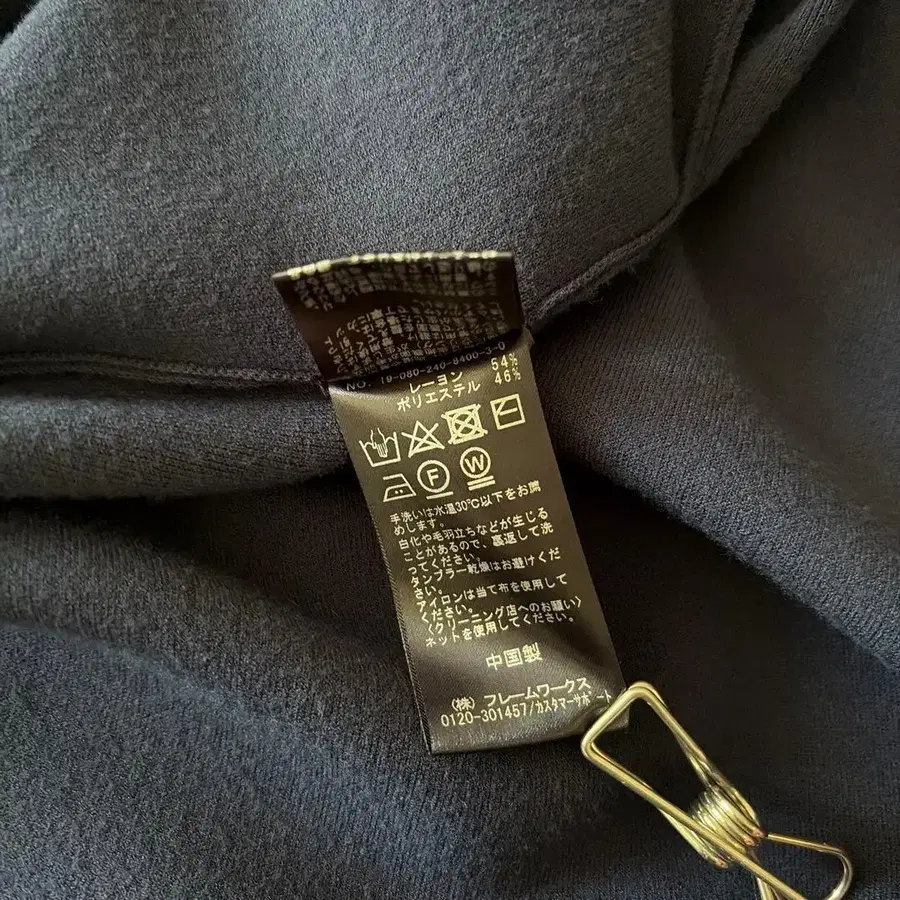 NO. 19-080-240-8400-3-0
レーヨン 54%
ポリエステル 46%
F W
手洗いは水温30℃以下をお薦
めします。
白化や毛羽立ちなどが生じる
ことがあるので、裏返して洗
ってください。
タンブラー乾燥はお避けくだ
さい。
アイロンは当て布を使用して
ください。
〈クリーニング店へのお願い〉
ネットを使用してください。
中国製
(株) フレームワークス
0120-301457/カスタマーサポート